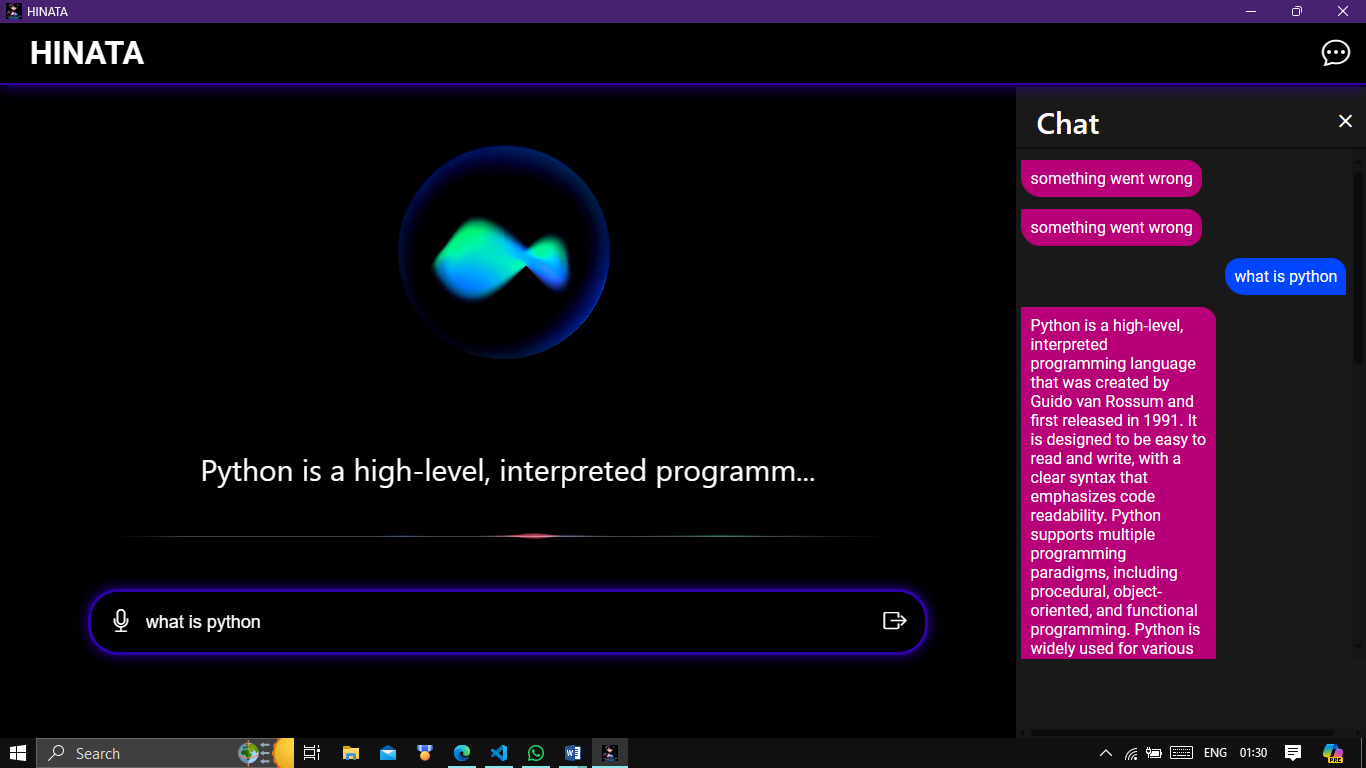 HINATA
HINATA
Chat
something went wrong
something went wrong
what is python
Python is a high-level,
interpreted
programming language
that was created by
Guido van Rossum and
first released in 1991. It
is designed to be easy to
read and write, with a
clear syntax that
emphasizes code
readability. Python
supports multiple
programming
paradigms, including
procedural, object-
oriented, and functional
programming. Python is
widely used for various
Python is a high-level, interpreted programm...
what is python
Search
ENG
01:30
PRE